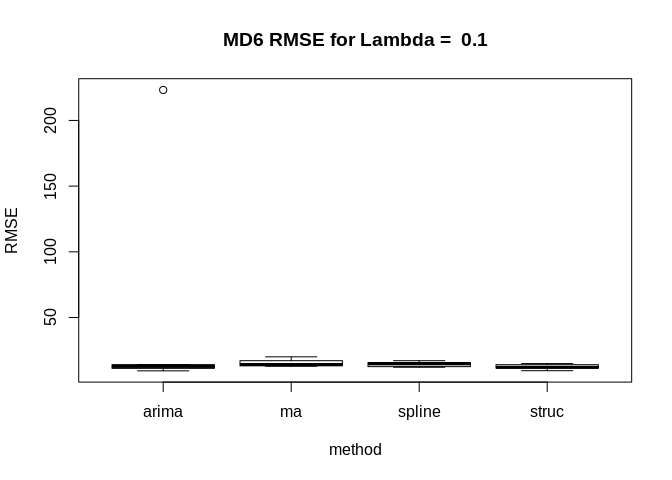 MD6 RMSE for Lambda =  0.1
200
150
100
50
RMSE
arima ma spline struc
method